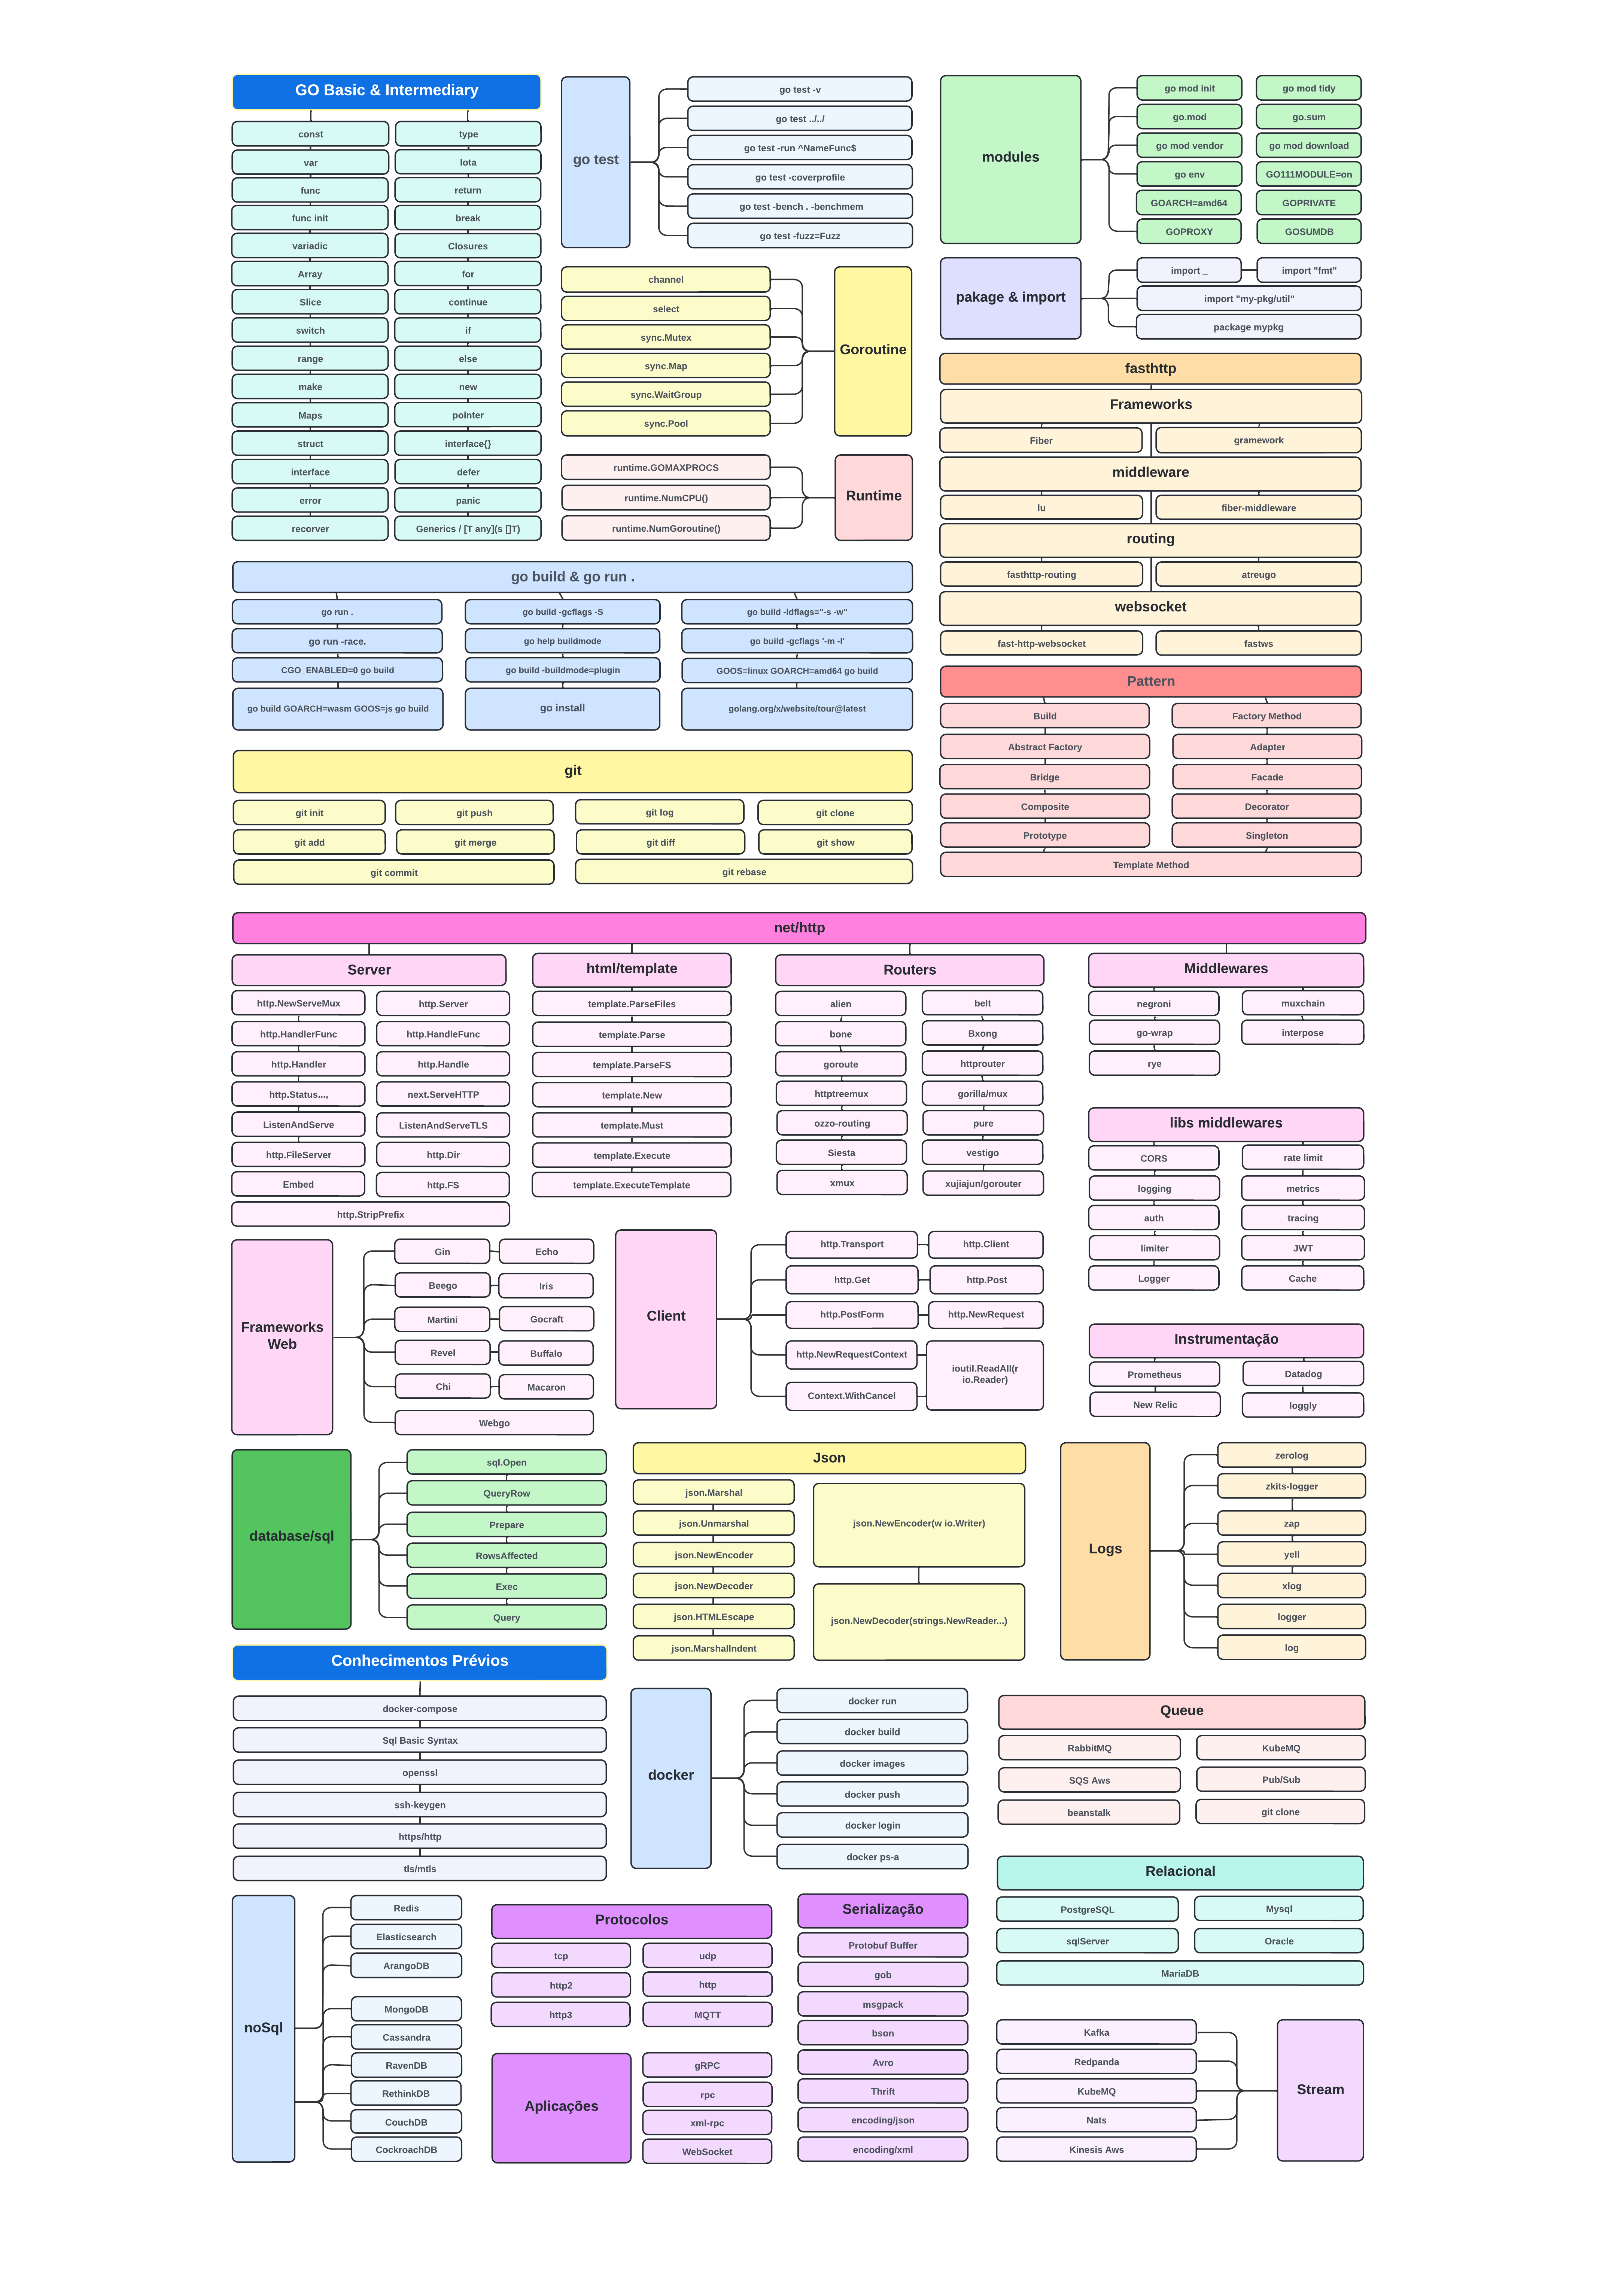 GO Basic & Intermediary
const
type
var
Iota
func
return
func init
break
variadic
Closures
Array
for
Slice
continue
switch
if
range
else
make
new
Maps
pointer
struct
interface{}
interface
defer
error
panic
recorver
Generics / [T any](s []T)
go test
go test -v
go test ../../
go test -run ^NameFunc$
go test -coverprofile
go test -bench . -benchmem
go test -fuzz=Fuzz
channel
select
sync.Mutex
sync.Map
sync.WaitGroup
sync.Pool
Goroutine
runtime.GOMAXPROCS
runtime.NumCPU()
runtime.NumGoroutine()
Runtime
modules
go mod init
go mod tidy
go.mod
go.sum
go mod vendor
go mod download
go env
GO111MODULE=on
GOARCH=amd64
GOPRIVATE
GOPROXY
GOSUMDB
pakage & import
import _
import "fmt"
import "my-pkg/util"
package mypkg
fasthttp
Frameworks
Fiber
gramework
middleware
lu
fiber-middleware
routing
fasthttp-routing
atreugo
websocket
fast-http-websocket
fastws
go build & go run .
go run .
go build -gcflags -S
go build -ldflags="-s -w"
go run -race.
go help buildmode
go build -gcflags '-m -l'
CGO_ENABLED=0 go build
go build -buildmode=plugin
GOOS=linux GOARCH=amd64 go build
go build GOARCH=wasm GOOS=js go build
go install
golang.org/x/website/tour@latest
Pattern
Build
Factory Method
Abstract Factory
Adapter
Bridge
Facade
Composite
Decorator
Prototype
Singleton
Template Method
git
git init
git push
git log
git clone
git add
git merge
git diff
git show
git commit
git rebase
net/http
Server
http.NewServeMux
http.Server
http.HandlerFunc
http.HandleFunc
http.Handler
http.Handle
http.Status...,
next.ServeHTTP
ListenAndServe
ListenAndServeTLS
http.FileServer
http.Dir
Embed
http.FS
http.StripPrefix
html/template
template.ParseFiles
template.Parse
template.ParseFS
template.New
template.Must
template.Execute
template.ExecuteTemplate
Routers
alien
belt
bone
Bxong
goroute
httprouter
httptreemux
gorilla/mux
ozzo-routing
pure
Siesta
vestigo
xmux
xujiajun/gorouter
Middlewares
negroni
muxchain
go-wrap
interpose
rye
libs middlewares
CORS
rate limit
logging
metrics
auth
tracing
limiter
JWT
Logger
Cache
Frameworks
Web
Gin
Echo
Beego
Iris
Martini
Gocraft
Revel
Buffalo
Chi
Macaron
Webgo
Client
http.Transport
http.Client
http.Get
http.Post
http.PostForm
http.NewRequest
http.NewRequestContext
ioutil.ReadAll(r
io.Reader)
Context.WithCancel
Instrumentação
Prometheus
Datadog
New Relic
loggly
database/sql
sql.Open
QueryRow
Prepare
RowsAffected
Exec
Query
Json
json.Marshal
json.Unmarshal
json.NewEncoder
json.NewDecoder
json.HTMLEscape
json.MarshalIndent
json.NewEncoder(w io.Writer)
json.NewDecoder(strings.NewReader...)
Logs
zerolog
zkits-logger
zap
yell
xlog
logger
log
Conhecimentos Prévios
docker-compose
Sql Basic Syntax
openssl
ssh-keygen
https/http
tls/mtls
docker
docker run
docker build
docker images
docker push
docker login
docker ps-a
Queue
RabbitMQ
KubeMQ
SQS Aws
Pub/Sub
beanstalk
git clone
Relacional
PostgreSQL
Mysql
sqlServer
Oracle
MariaDB
noSql
Redis
Elasticsearch
ArangoDB
MongoDB
Cassandra
RavenDB
RethinkDB
CouchDB
CockroachDB
Protocolos
tcp
udp
http2
http
http3
MQTT
Aplicações
gRPC
rpc
xml-rpc
WebSocket
Serialização
Protobuf Buffer
gob
msgpack
bson
Avro
Thrift
encoding/json
encoding/xml
Kafka
Redpanda
KubeMQ
Nats
Kinesis Aws
Stream